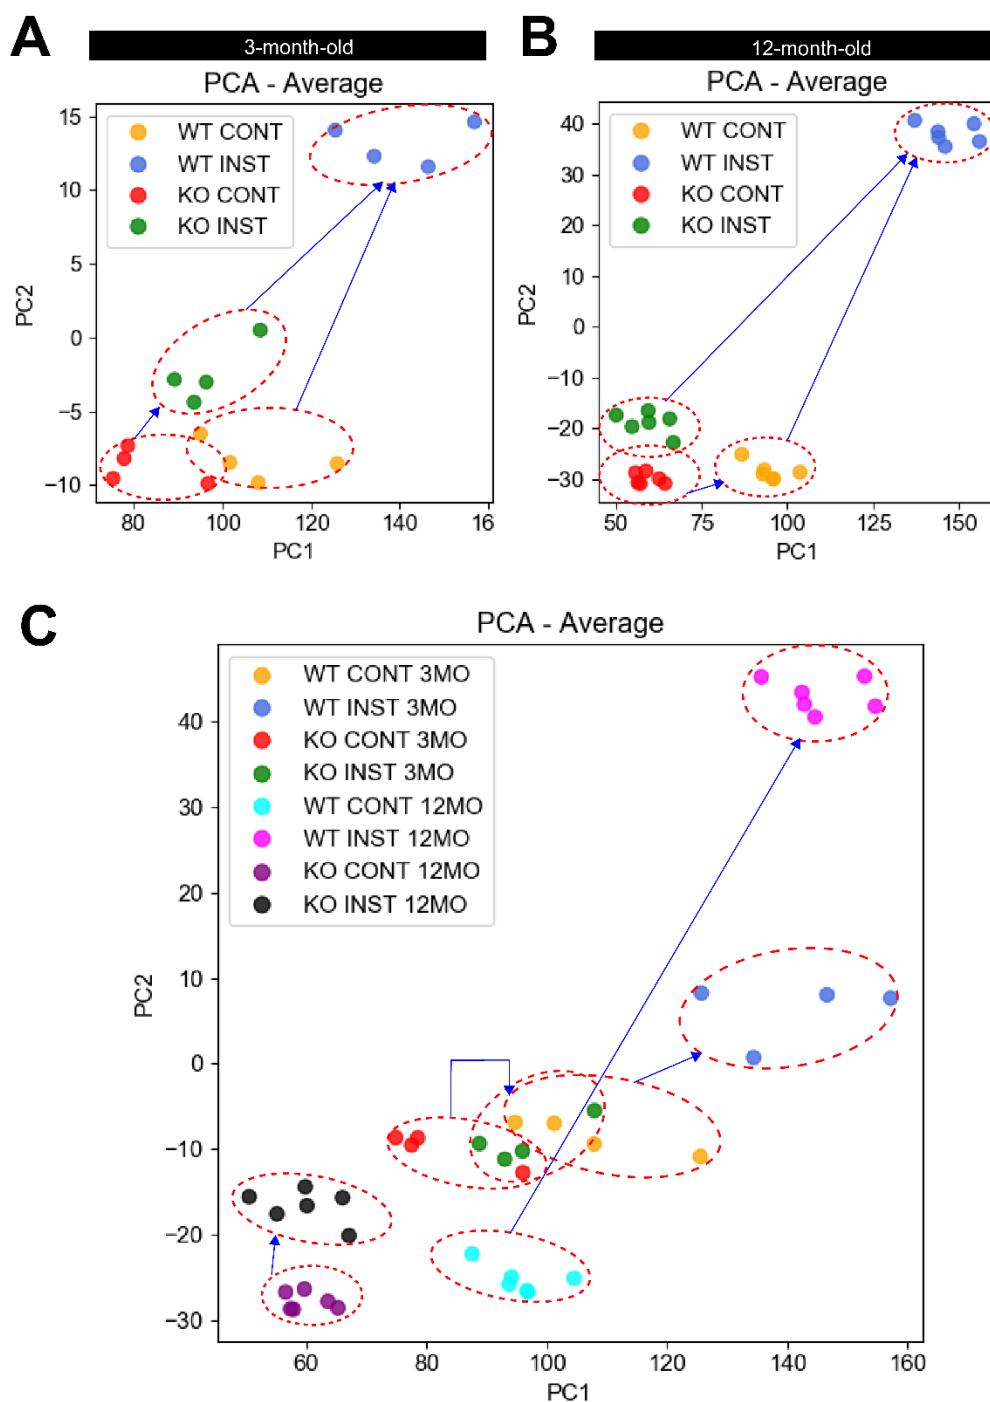 A
3-month-old
PCA - Average
WT CONT
WT INST
KO CONT
KO INST
15
10
5
0
−5
−10
PC2
80
100
120
140
16
PC1
B
12-month-old
PCA - Average
WT CONT
WT INST
KO CONT
KO INST
40
30
20
10
0
−10
−20
−30
PC2
50
75
100
125
150
PC1
C
PCA - Average
WT CONT 3MO
WT INST 3MO
KO CONT 3MO
KO INST 3MO
WT CONT 12MO
WT INST 12MO
KO CONT 12MO
KO INST 12MO
40
30
20
10
0
−10
−20
−30
PC2
60
80
100
120
140
160
PC1